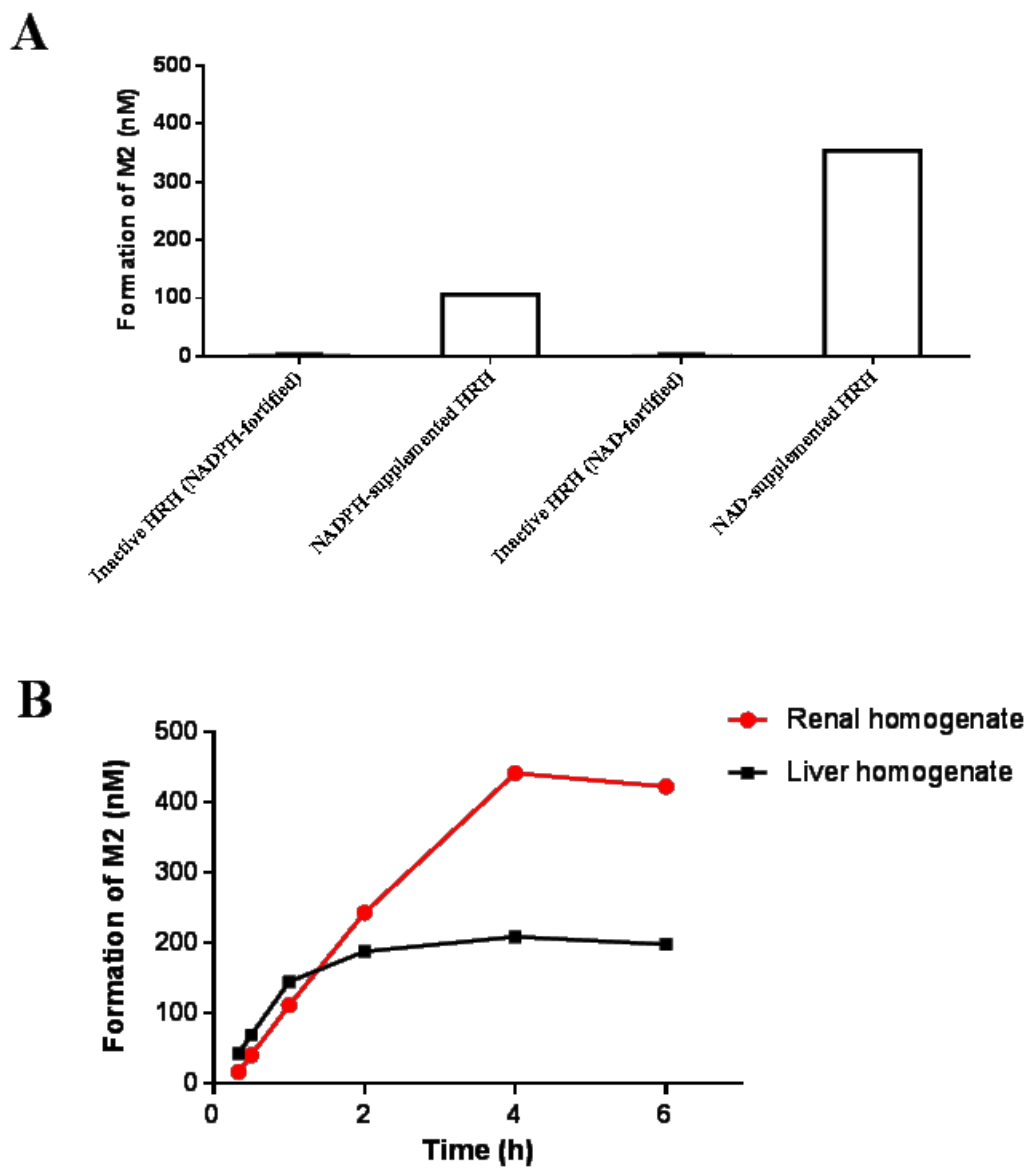 A
500
400
300
200
100
0
Formation of M2 (nM)
Inactive HRH (NADPH-fortified)
NADPH-supplemented HRH
Inactive HRH (NAD-fortified)
NAD-supplemented HRH
B
500
400
300
200
100
0
Formation of M2 (nM)
0 2 4 6
Time (h)
Renal homogenate
Liver homogenate